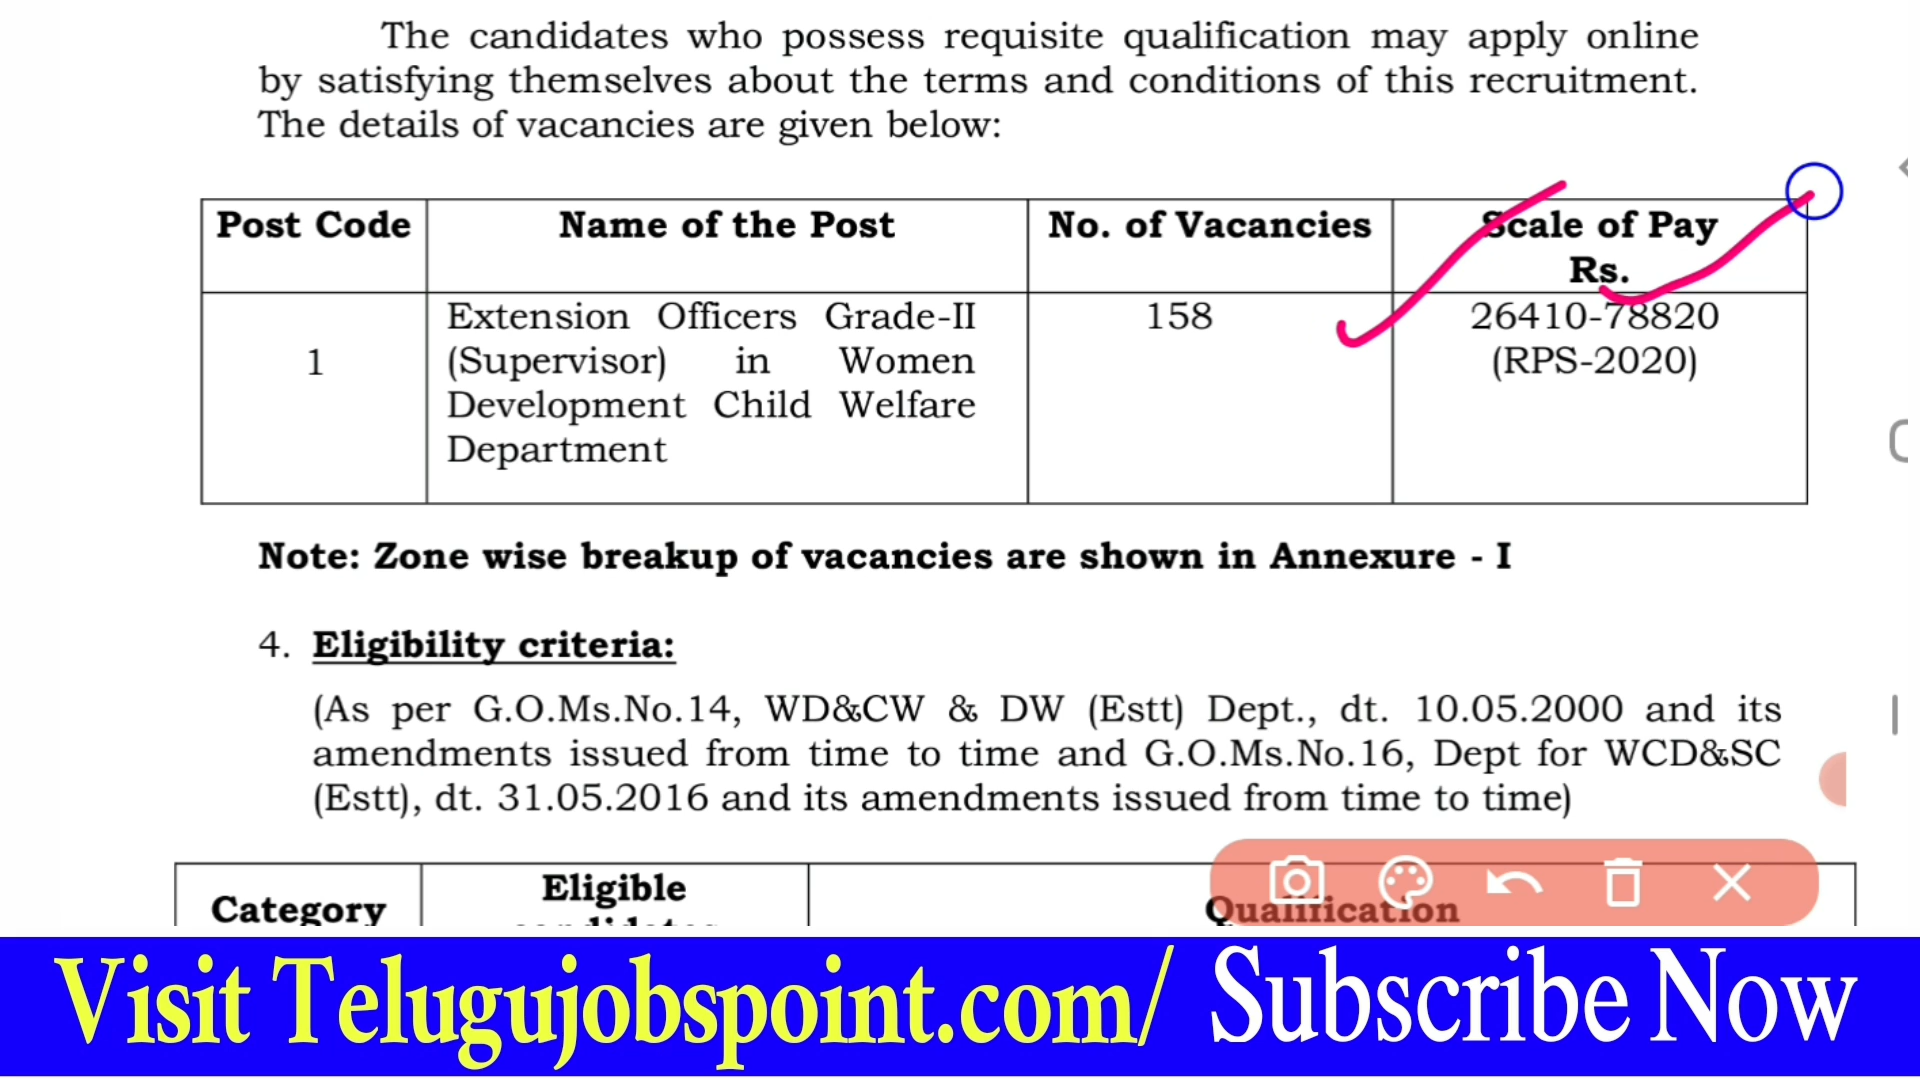 The candidates who possess requisite qualification may apply online
by satisfying themselves about the terms and conditions of this recruitment.
The details of vacancies are given below:
Post Code
Name of the Post
No. of Vacancies
Scale of Pay
Rs.
1
Extension Officers Grade-II
(Supervisor) in Women
Development Child Welfare
Department
158
26410-78820
(RPS-2020)
Note: Zone wise breakup of vacancies are shown in Annexure - I
4. Eligibility criteria:
(As per G.O.Ms.No.14, WD&CW & DW (Estt) Dept., dt. 10.05.2000 and its
amendments issued from time to time and G.O.Ms.No.16, Dept for WCD&SC
(Estt), dt. 31.05.2016 and its amendments issued from time to time)
Category
Eligible
Qualification
Visit Telugujobspoint.com/ Subscribe Now